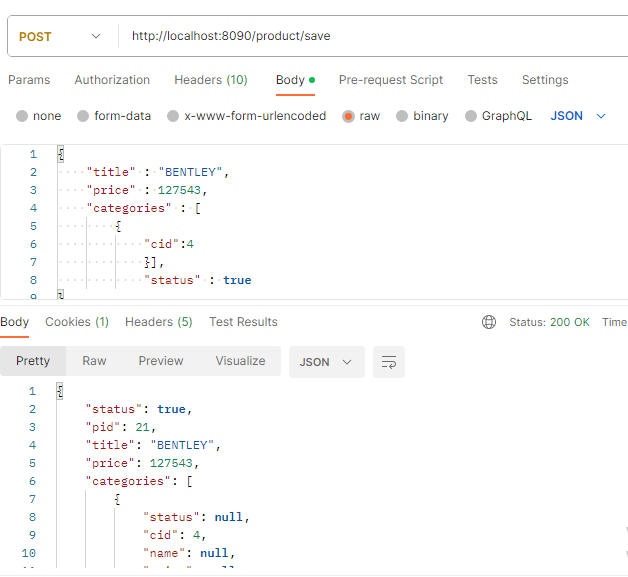 POST http://localhost:8090/product/save
Params Authorization Headers (10) Body Pre-request Script Tests Settings
none form-data x-www-form-urlencoded raw binary GraphQL JSON
1 {
2 "title" : "BENTLEY",
3 "price" : 127543,
4 "categories" : [
5 {
6 "cid":4
7 }],
8 "status" : true
9 }
Body Cookies (1) Headers (5) Test Results Status: 200 OK Time
Pretty Raw Preview Visualize JSON
1 {
2 "status": true,
3 "pid": 21,
4 "title": "BENTLEY",
5 "price": 127543,
6 "categories": [
7 {
8 "status": null,
9 "cid": 4,
10 "name": null,